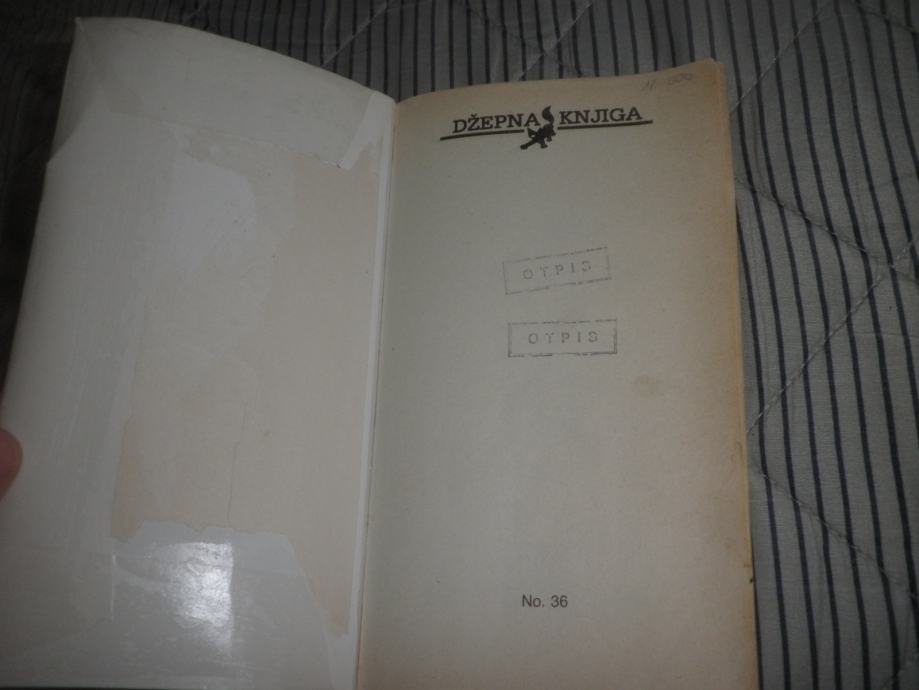 DŽEPNA KNJIGA
OTPIS
OTPIS
No. 36